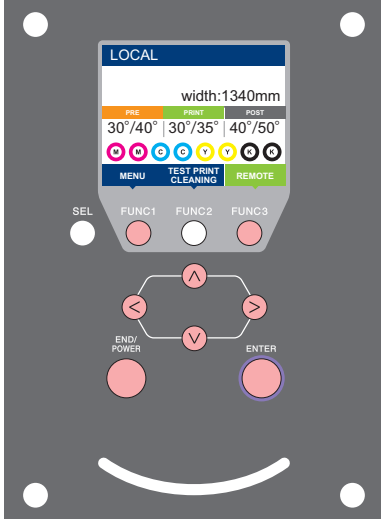 LOCAL
width:1340mm
PRE PRINT POST
30°/40° 30°/35° 40°/50°
M M C C Y Y K K
MENU TEST PRINT CLEANING REMOTE
SEL FUNC1 FUNC2 FUNC3
END/
POWER
ENTER